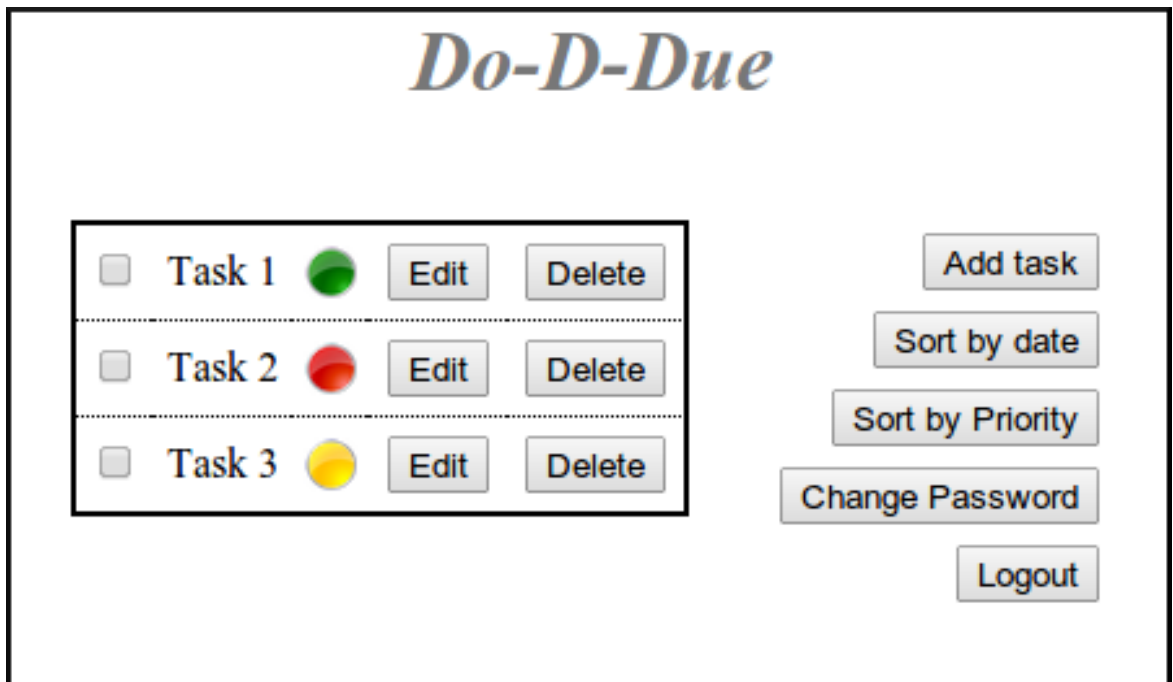 Do-D-Due
Task 1 Edit Delete
Task 2 Edit Delete
Task 3 Edit Delete
Add task
Sort by date
Sort by Priority
Change Password
Logout